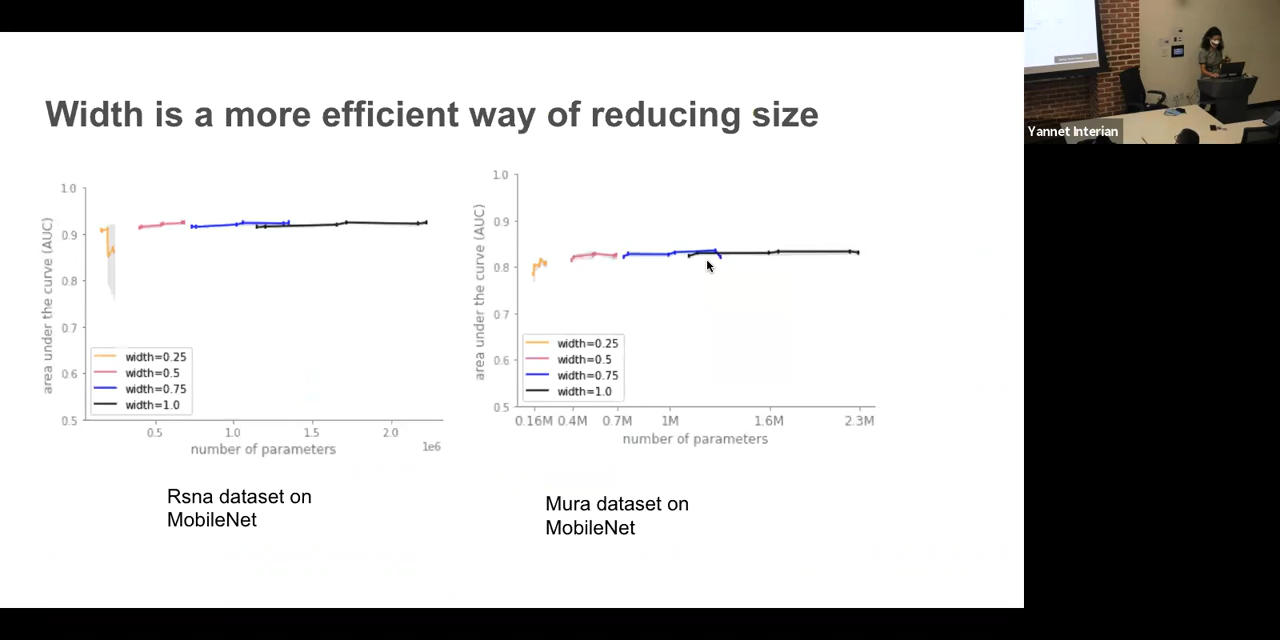 Width is a more efficient way of reducing size
area under the curve (AUC)
1.0
0.9
0.8
0.7
0.6
0.5
width=0.25
width=0.5
width=0.75
width=1.0
0.5 1.0 1.5 2.0
number of parameters
1e6
Rsna dataset on
MobileNet
area under the curve (AUC)
1.0
0.9
0.8
0.7
0.6
0.5
width=0.25
width=0.5
width=0.75
width=1.0
0.16M 0.4M 0.7M 1M 1.6M 2.3M
number of parameters
Mura dataset on
MobileNet
Yannet Interian